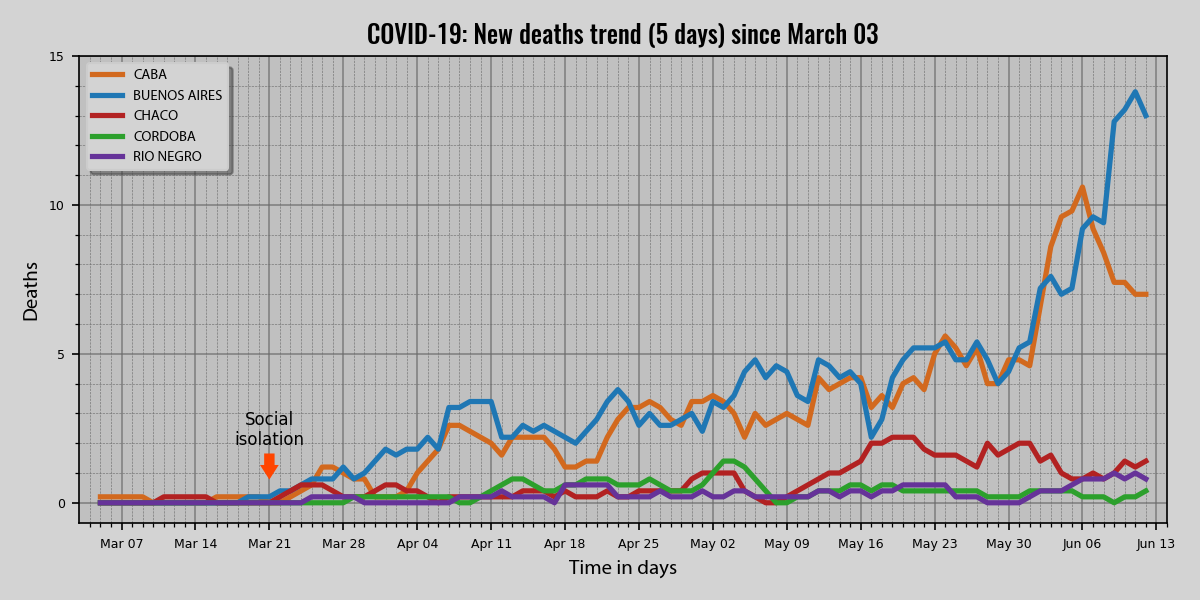 COVID-19: New deaths trend (5 days) since March 03
15
10
5
0
Deaths
CABA
BUENOS AIRES
CHACO
CORDOBA
RIO NEGRO
Social
isolation
Mar 07 Mar 14 Mar 21 Mar 28 Apr 04 Apr 11 Apr 18 Apr 25 May 02 May 09 May 16 May 23 May 30 Jun 06 Jun 13
Time in days